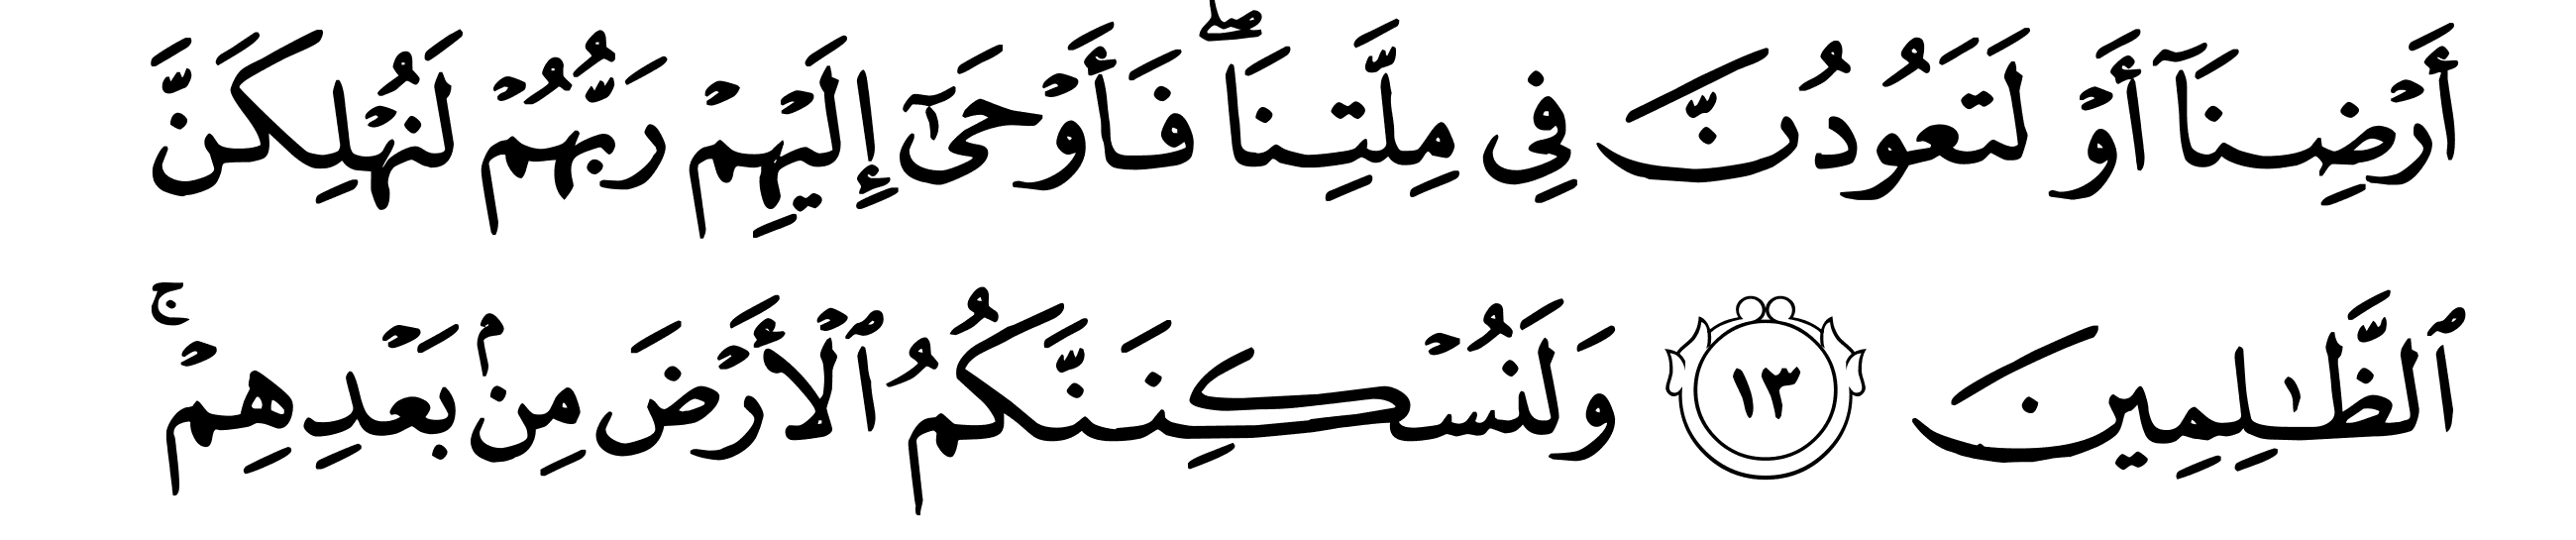 أَرْضِنَآ أَوْ لَتَعُودُنَّ فِى مِلَّتِنَا ۖ فَأَوْحَىٰٓ إِلَيْهِمْ رَبُّهُمْ لَنُهْلِكَنَّ
ٱلظَّٰلِمِينَ ١٣ وَلَنُسْكِنَنَّكُمُ ٱلْأَرْضَ مِنۢ بَعْدِهِمْ ۚ